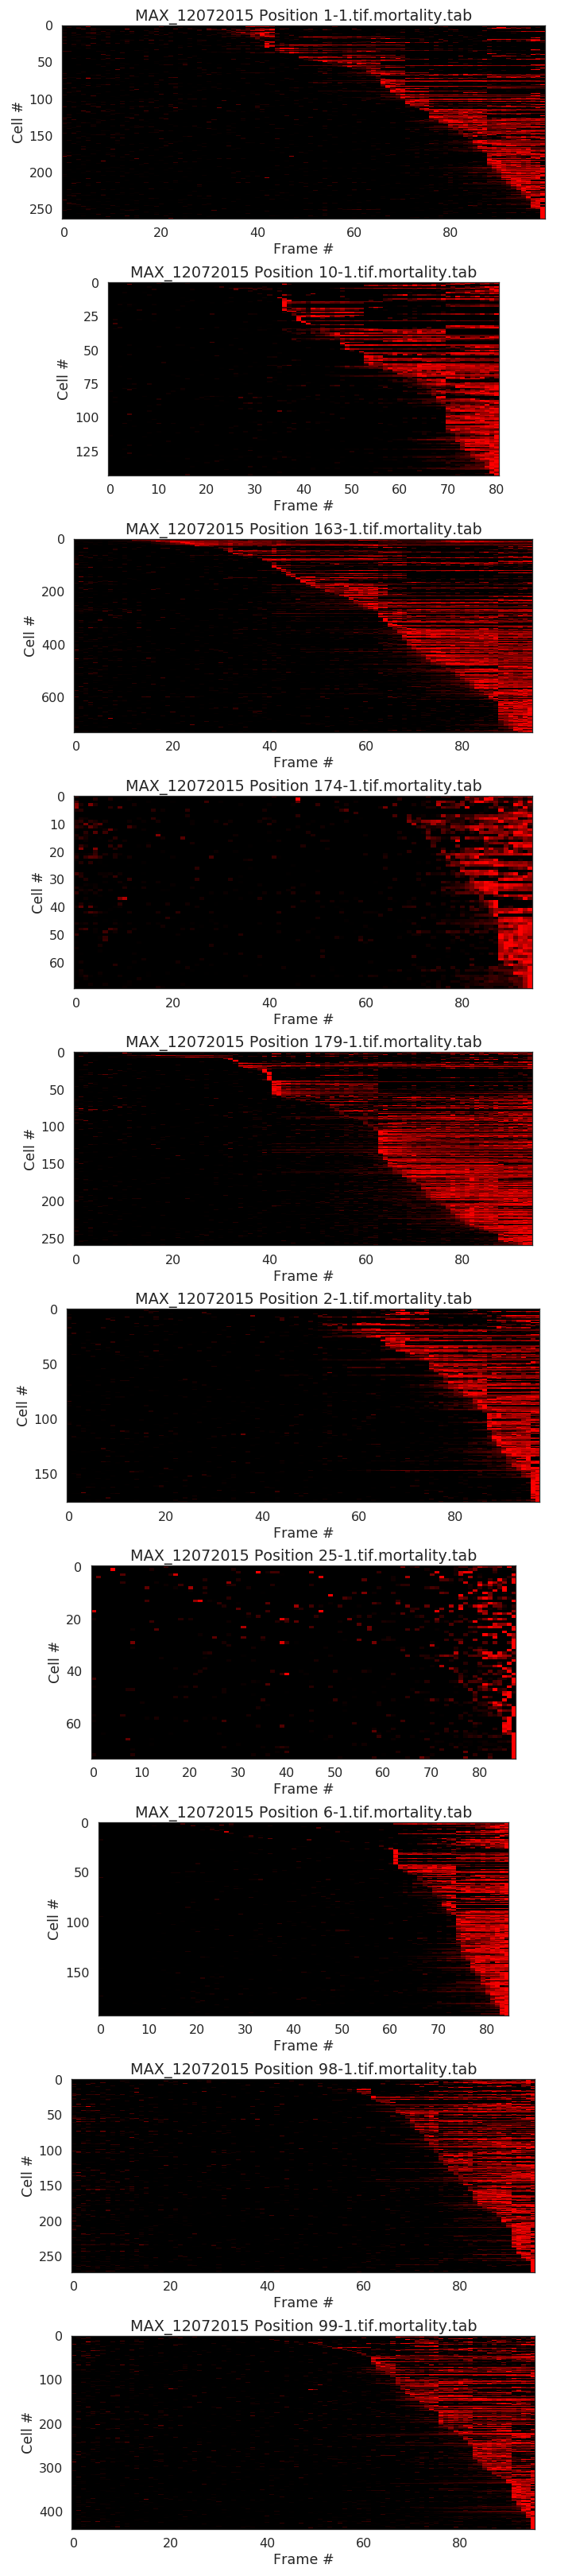 MAX_12072015 Position 1-1.tif.mortality.tab
0
50
100
150
200
250
Cell #
0 20 40 60 80
Frame #
MAX_12072015 Position 10-1.tif.mortality.tab
0
25
50
75
100
125
Cell #
0 10 20 30 40 50 60 70 80
Frame #
MAX_12072015 Position 163-1.tif.mortality.tab
0
200
400
600
Cell #
0 20 40 60 80
Frame #
MAX_12072015 Position 174-1.tif.mortality.tab
0
10
20
30
40
50
60
Cell #
0 20 40 60 80
Frame #
MAX_12072015 Position 179-1.tif.mortality.tab
0
50
100
150
200
250
Cell #
0 20 40 60 80
Frame #
MAX_12072015 Position 2-1.tif.mortality.tab
0
50
100
150
Cell #
0 20 40 60 80
Frame #
MAX_12072015 Position 25-1.tif.mortality.tab
0
20
40
60
Cell #
0 10 20 30 40 50 60 70 80
Frame #
MAX_12072015 Position 6-1.tif.mortality.tab
0
50
100
150
Cell #
0 10 20 30 40 50 60 70 80
Frame #
MAX_12072015 Position 98-1.tif.mortality.tab
0
50
100
150
200
250
Cell #
0 20 40 60 80
Frame #
MAX_12072015 Position 99-1.tif.mortality.tab
0
100
200
300
400
Cell #
0 20 40 60 80
Frame #